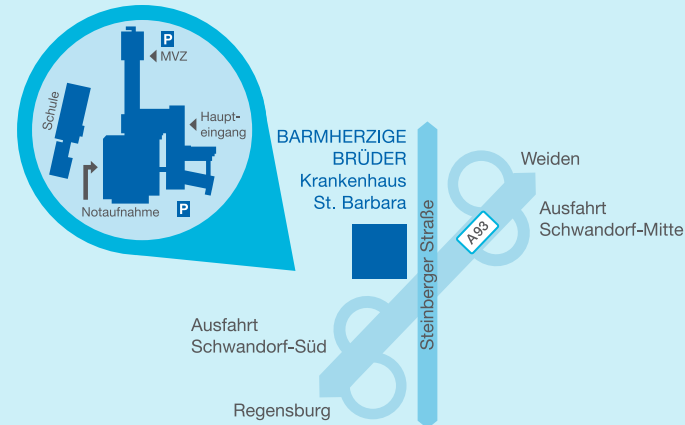 P
MVZ
Schule
Haupt-
eingang
Notaufnahme
P
BARMHERZIGE
BRÜDER
Krankenhaus
St. Barbara
Steinberger Straße
Weiden
Ausfahrt
Schwandorf-Mitte
A93
Ausfahrt
Schwandorf-Süd
Regensburg